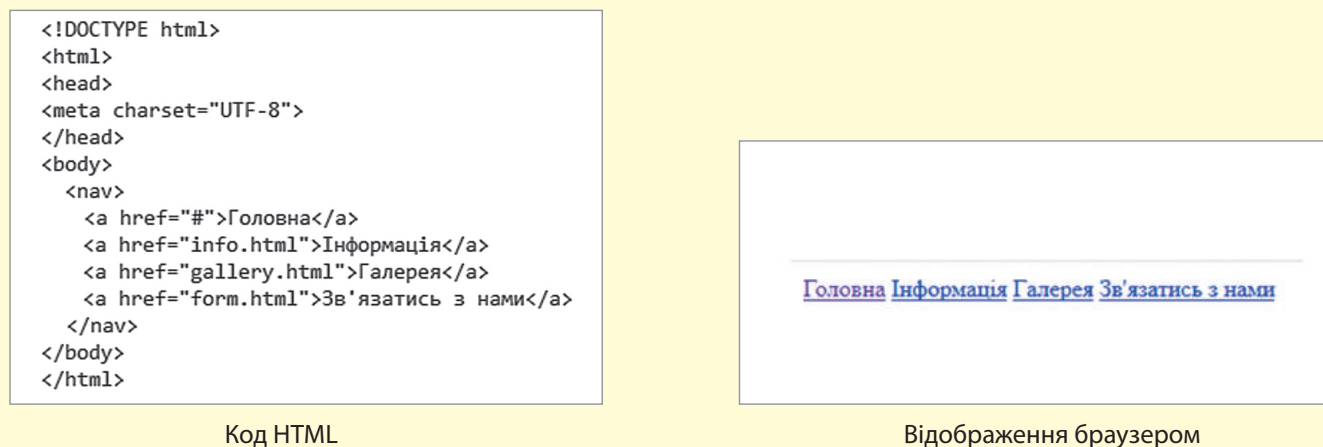 <!DOCTYPE html>
<html>
<head>
<meta charset="UTF-8">
</head>
<body>
<nav>
<a href="#">Головна</a>
<a href="info.html">Інформація</a>
<a href="gallery.html">Галерея</a>
<a href="form.html">Зв'язатись з нами</a>
</nav>
</body>
</html>
Код HTML
Головна Інформація Галерея Зв'язатись з нами
Відображення браузером